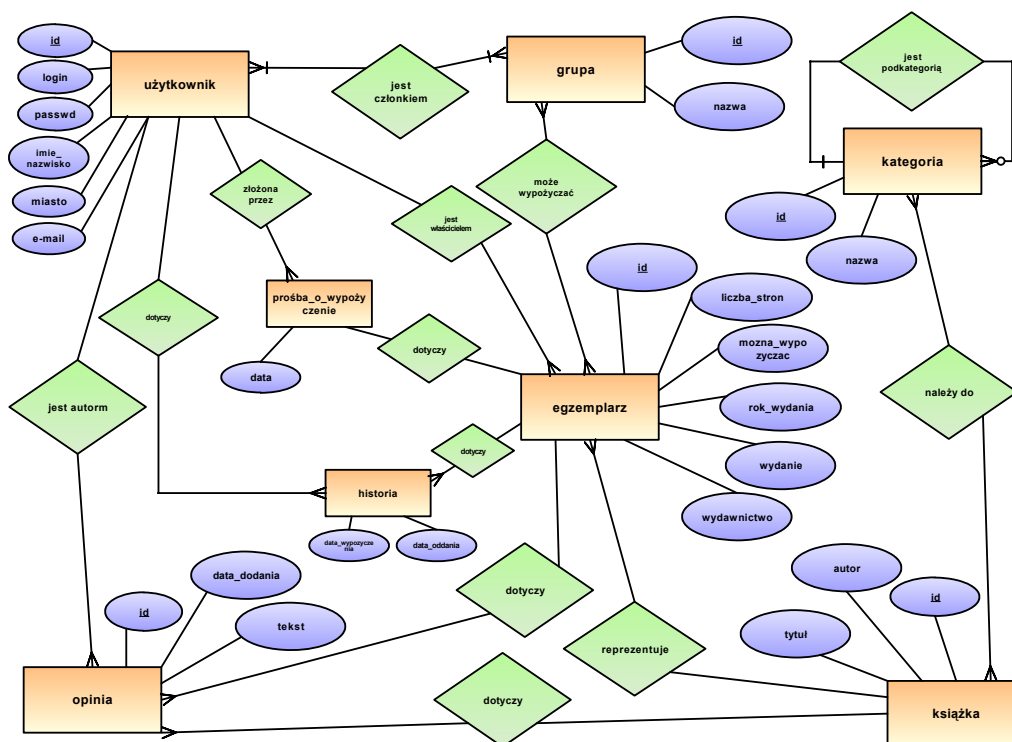 id
login
passwd
imie_
nazwisko
miasto
e-mail
użytkownik
jest
członkiem
grupa
id
nazwa
jest
podkategorią
kategoria
id
nazwa
złożona
przez
może
wypożyczać
jest
właścicielem
prośba_o_wypoży
czenie
data
dotyczy
dotyczy
id
liczba_stron
mozna_wypo
zyczac
rok_wydania
wydanie
wydawnictwo
egzemplarz
należy do
jest autorm
dotyczy
historia
data_wypozycze
nia
data_oddania
data_dodania
id
tekst
opinia
dotyczy
reprezentuje
dotyczy
autor
id
tytuł
książka